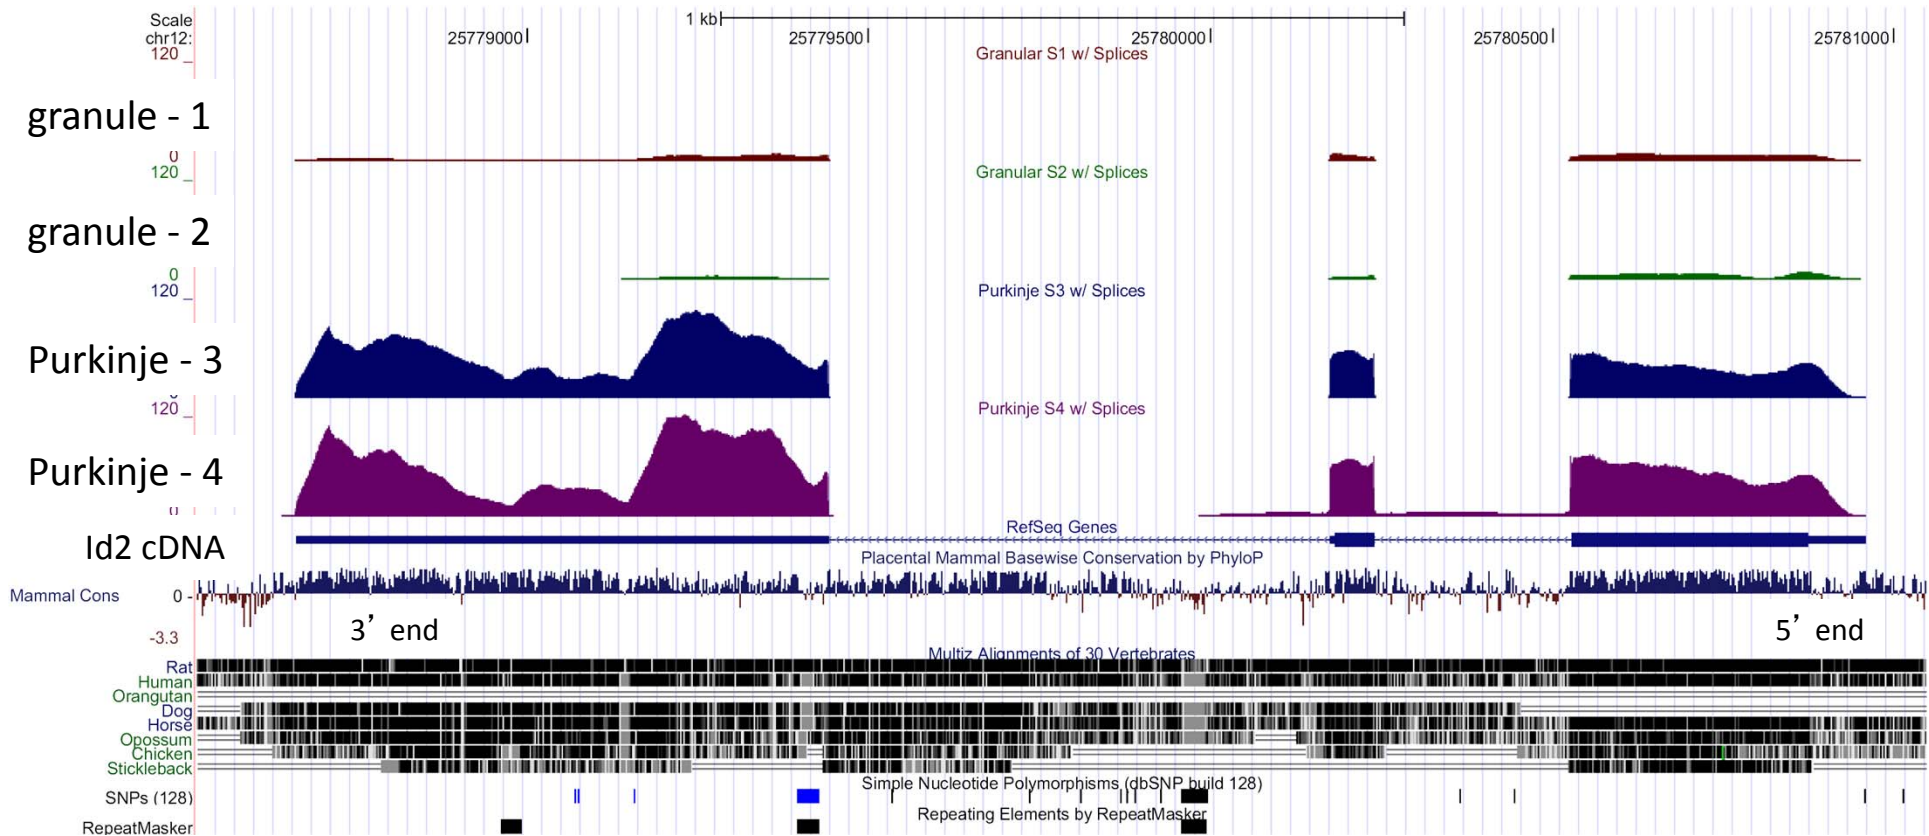 Scale 1 kb
chr12: 25779000 25779500 25780000 25780500 25781000
120 Granular S1 w/ Splices
granule - 1
0
120 Granular S2 w/ Splices
granule - 2
0
120 Purkinje S3 w/ Splices
Purkinje - 3
120 Purkinje S4 w/ Splices
Purkinje - 4
0
RefSeq Genes
Id2 cDNA
Placental Mammal Basewise Conservation by PhyloP
Mammal Cons 0 -
3’ end 5’ end
-3.3
Multiz Alignments of 30 Vertebrates
Rat
Human
Orangutan
Dog
Horse
Opossum
Chicken
Stickleback
Simple Nucleotide Polymorphisms (dbSNP build 128)
SNPs (128)
Repeating Elements by RepeatMasker
RepeatMasker